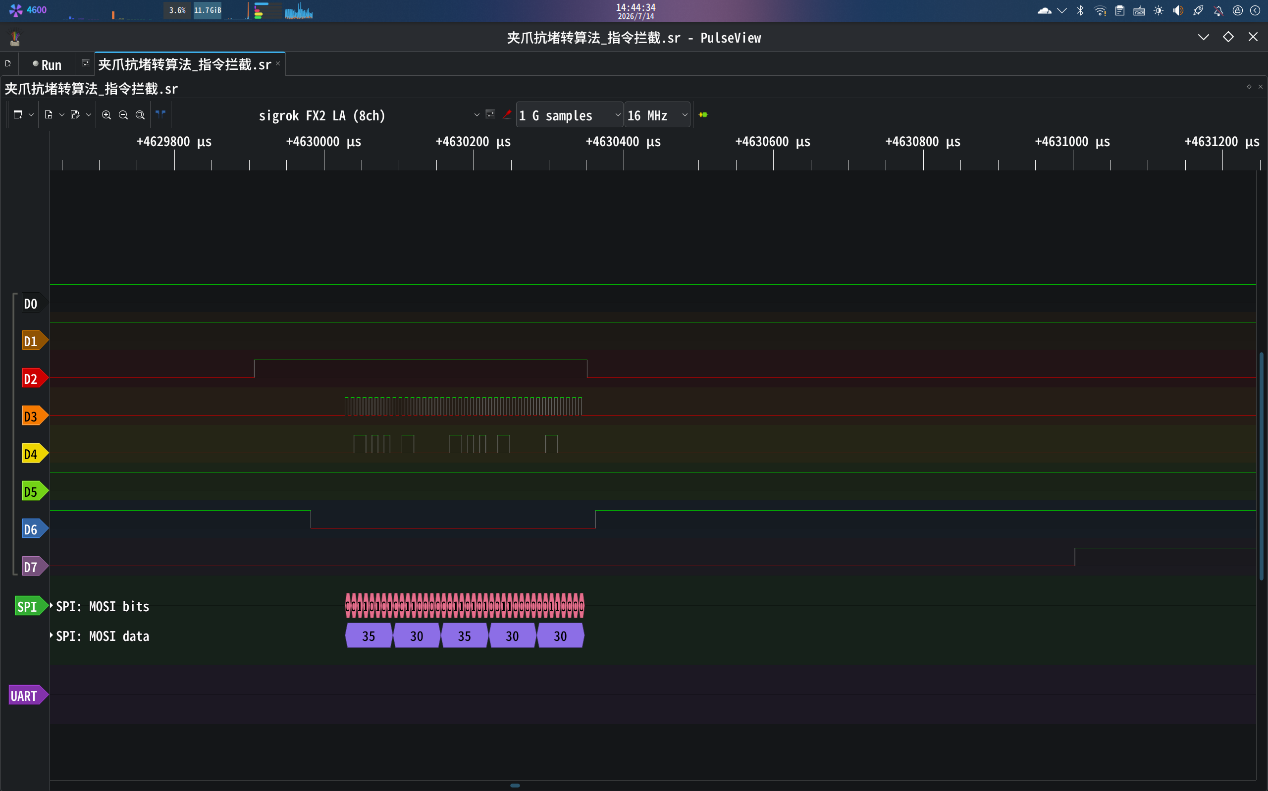 4600
3.6%
11.7GiB
14:44:34
2026/7/14
夹爪抗堵转算法_指令拦截.sr - PulseView
Run
夹爪抗堵转算法_指令拦截.sr
夹爪抗堵转算法_指令拦截.sr
sigrok FX2 LA (8ch)
1 G samples
16 MHz
+4629800 µs
+4630000 µs
+4630200 µs
+4630400 µs
+4630600 µs
+4630800 µs
+4631000 µs
+4631200 µs
D0
D1
D2
D3
D4
D5
D6
D7
SPI
SPI: MOSI bits
SPI: MOSI data
35
30
35
30
30
UART